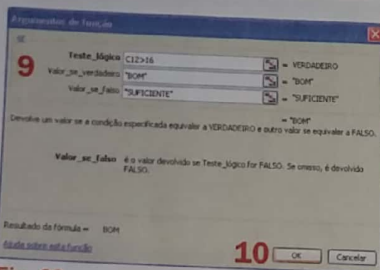 Argumentos de função
SE
9
Teste_lógico C12>16 = VERDADEIRO
Valor_se_verdadeiro "BOM" = "BOM"
Valor_se_falso "SUFICIENTE" = "SUFICIENTE"
= "BOM"
Devolve um valor se a condição especificada equivaler a VERDADEIRO e outro valor se equivaler a FALSO.
Valor_se_falso é o valor devolvido se Teste_lógico for FALSO. Se omisso, é devolvido
FALSO.
Resultado da fórmula = BOM
Ajuda sobre esta função
10 OK Cancelar